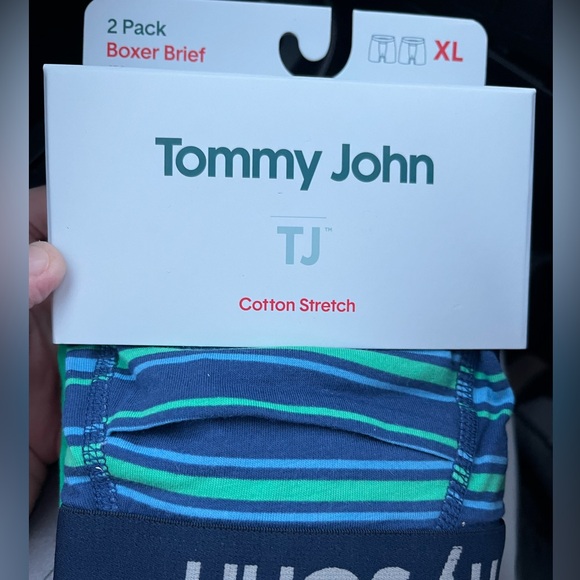 2 Pack
Boxer Brief
XL
Tommy John
TJ™
Cotton Stretch